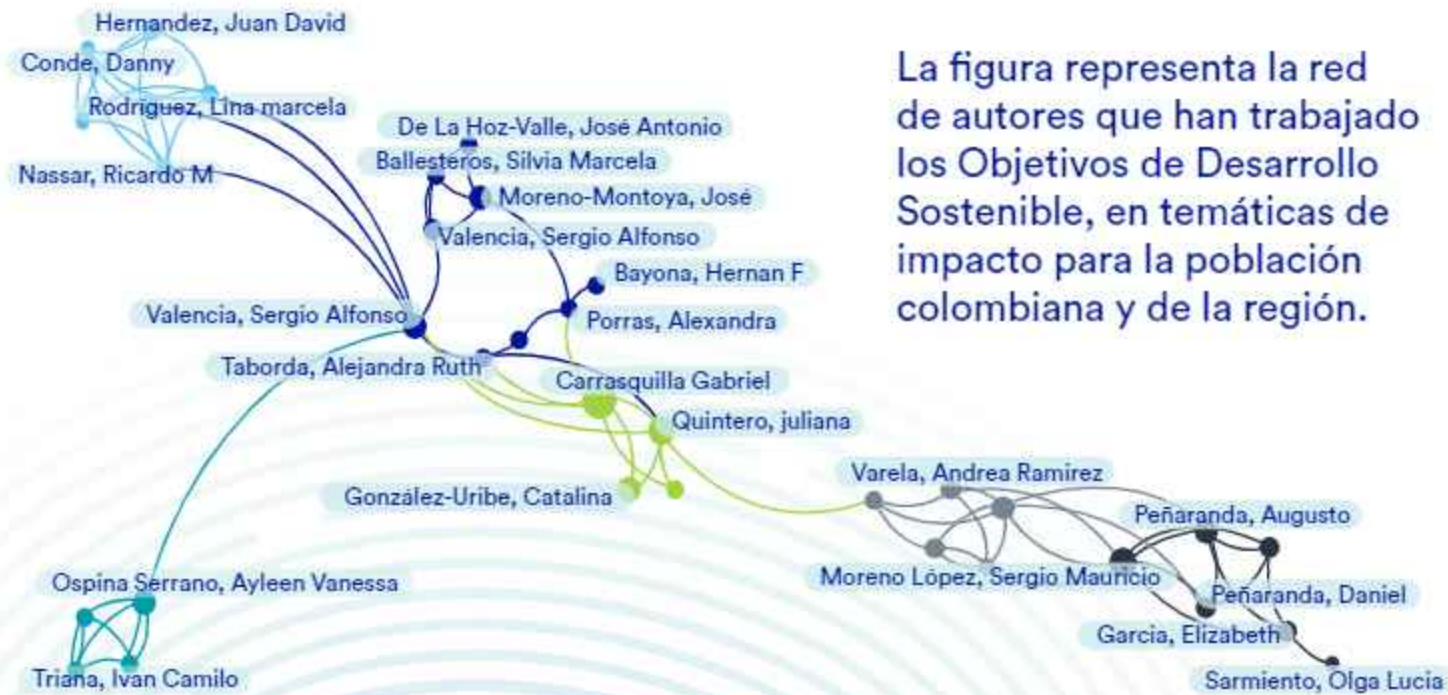 Hernandez, Juan David
Conde, Danny
Rodriguez, Lina marcela
Nassar, Ricardo M
De La Hoz-Valle, José Antonio
Ballesteros, Silvia Marcela
Moreno-Montoya, José
Valencia, Sergio Alfonso
Bayona, Hernan F
Valencia, Sergio Alfonso
Porras, Alexandra
Taborda, Alejandra Ruth
Carrasquilla Gabriel
Quintero, juliana
González-Uribe, Catalina
La figura representa la red
de autores que han trabajado
los Objetivos de Desarrollo
Sostenible, en temáticas de
impacto para la población
colombiana y de la región.
Varela, Andrea Ramirez
Peñaranda, Augusto
Moreno López, Sergio Mauricio
Peñaranda, Daniel
Garcia, Elizabeth
Sarmiento, Olga Lucia
Ospina Serrano, Ayleen Vanessa
Triana, Ivan Camilo